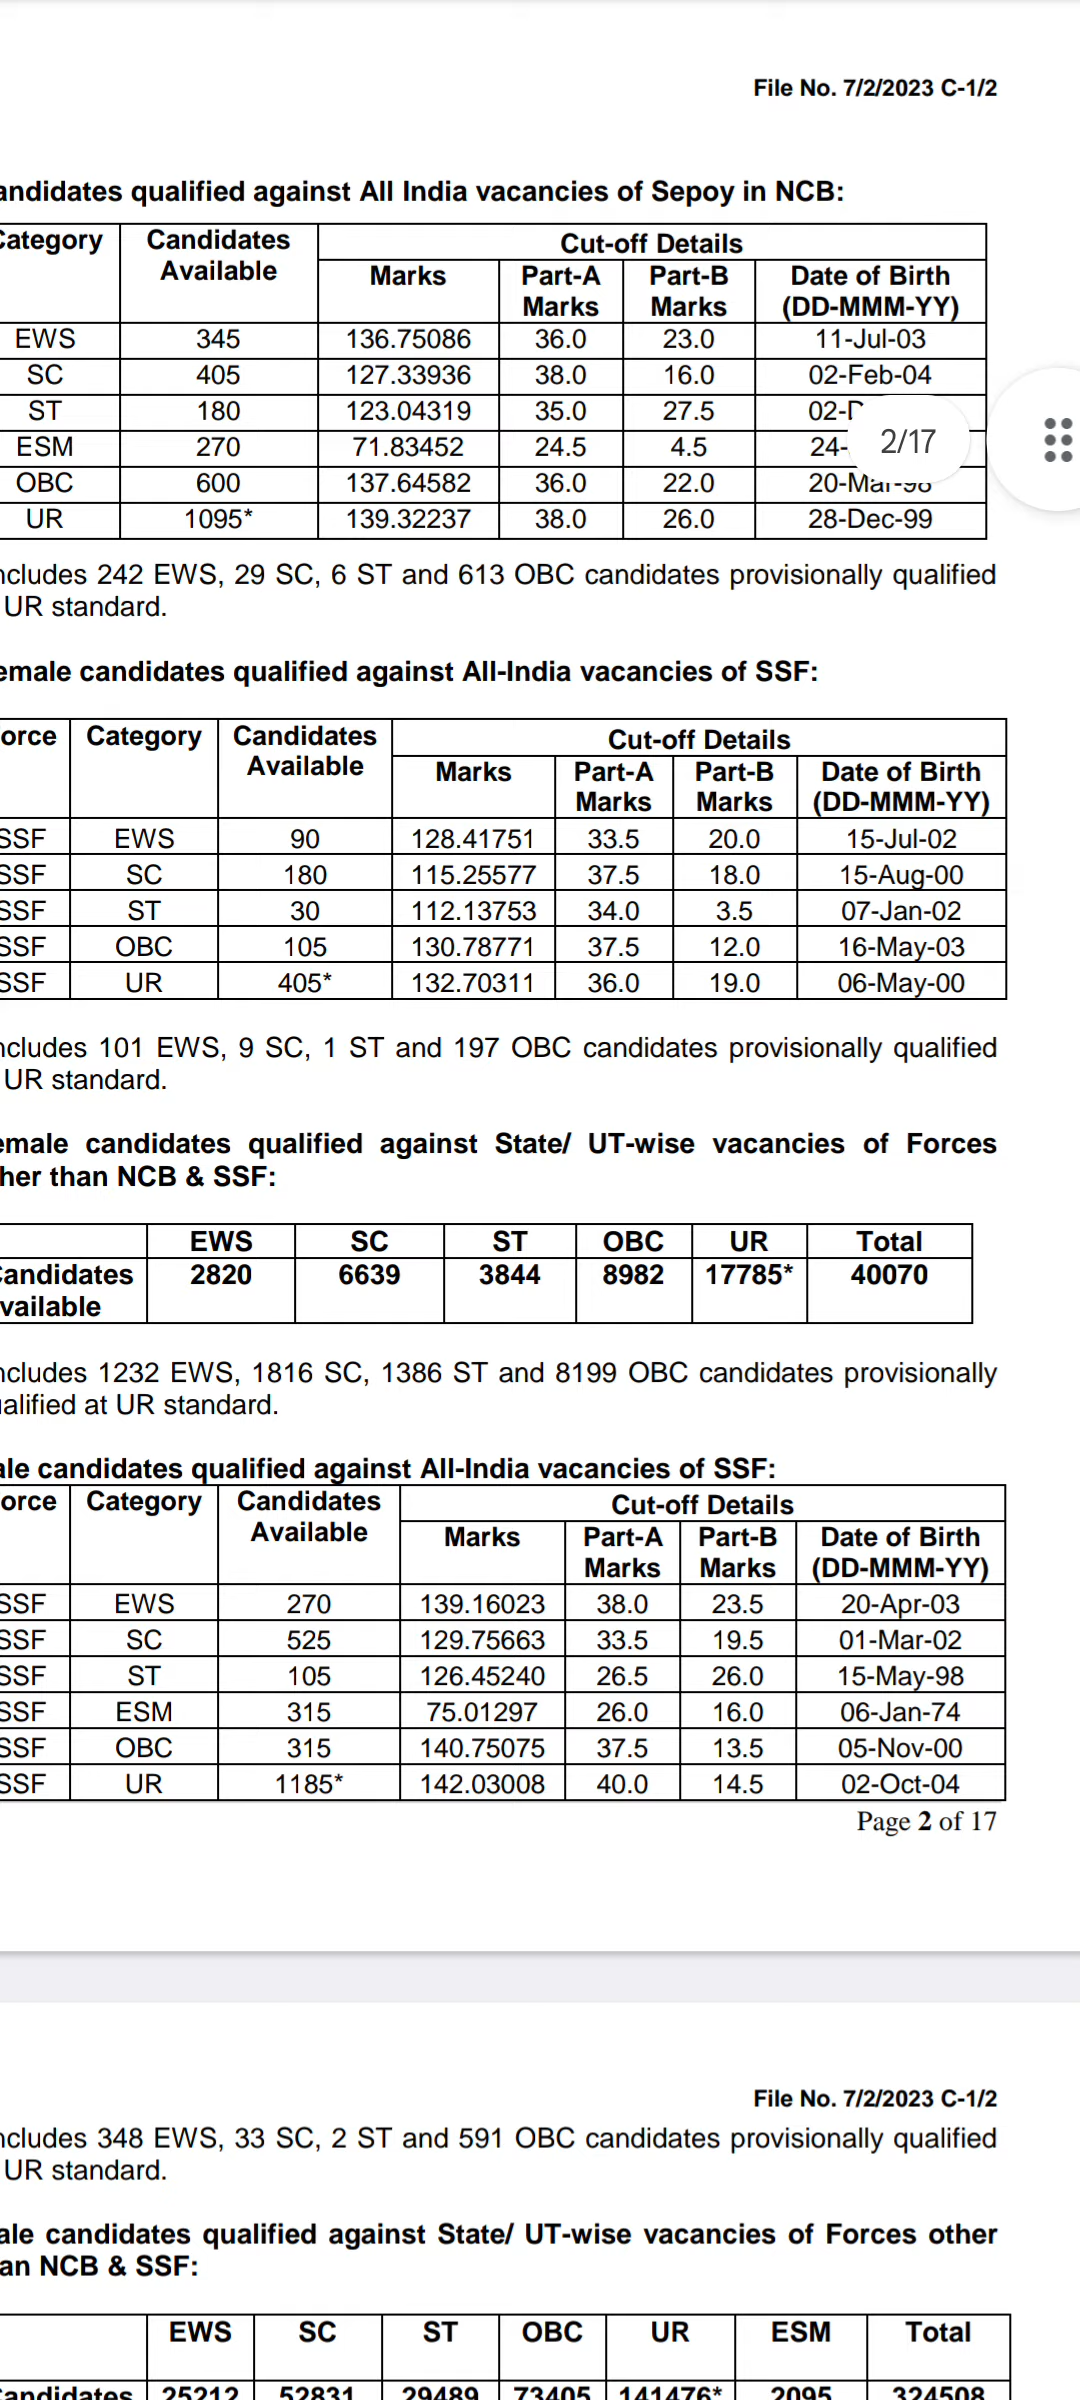 File No. 7/2/2023 C-1/2
andidates qualified against All India vacancies of Sepoy in NCB:
Category Candidates Available Cut-off Details
Marks Part-A Marks Part-B Marks Date of Birth (DD-MMM-YY)
EWS 345 136.75086 36.0 23.0 11-Jul-03
SC 405 127.33936 38.0 16.0 02-Feb-04
ST 180 123.04319 35.0 27.5 02-
ESM 270 71.83452 24.5 4.5 24-
2/17
OBC 600 137.64582 36.0 22.0 20-Mar-98
UR 1095* 139.32237 38.0 26.0 28-Dec-99
ncludes 242 EWS, 29 SC, 6 ST and 613 OBC candidates provisionally qualified
UR standard.
emale candidates qualified against All-India vacancies of SSF:
orce Category Candidates Available Cut-off Details
Marks Part-A Marks Part-B Marks Date of Birth (DD-MMM-YY)
SSF EWS 90 128.41751 33.5 20.0 15-Jul-02
SSF SC 180 115.25577 37.5 18.0 15-Aug-00
SSF ST 30 112.13753 34.0 3.5 07-Jan-02
SSF OBC 105 130.78771 37.5 12.0 16-May-03
SSF UR 405* 132.70311 36.0 19.0 06-May-00
ncludes 101 EWS, 9 SC, 1 ST and 197 OBC candidates provisionally qualified
UR standard.
emale candidates qualified against State/ UT-wise vacancies of Forces
her than NCB & SSF:
EWS SC ST OBC UR Total
Candidates 2820 6639 3844 8982 17785* 40070
vailable
ncludes 1232 EWS, 1816 SC, 1386 ST and 8199 OBC candidates provisionally
ualified at UR standard.
ale candidates qualified against All-India vacancies of SSF:
orce Category Candidates Available Cut-off Details
Marks Part-A Marks Part-B Marks Date of Birth (DD-MMM-YY)
SSF EWS 270 139.16023 38.0 23.5 20-Apr-03
SSF SC 525 129.75663 33.5 19.5 01-Mar-02
SSF ST 105 126.45240 26.5 26.0 15-May-98
SSF ESM 315 75.01297 26.0 16.0 06-Jan-74
SSF OBC 315 140.75075 37.5 13.5 05-Nov-00
SSF UR 1185* 142.03008 40.0 14.5 02-Oct-04
Page 2 of 17
File No. 7/2/2023 C-1/2
ncludes 348 EWS, 33 SC, 2 ST and 591 OBC candidates provisionally qualified
UR standard.
ale candidates qualified against State/ UT-wise vacancies of Forces other
an NCB & SSF:
EWS SC ST OBC UR ESM Total
andidates 25212 52831 29489 73405 141476* 2095 324508